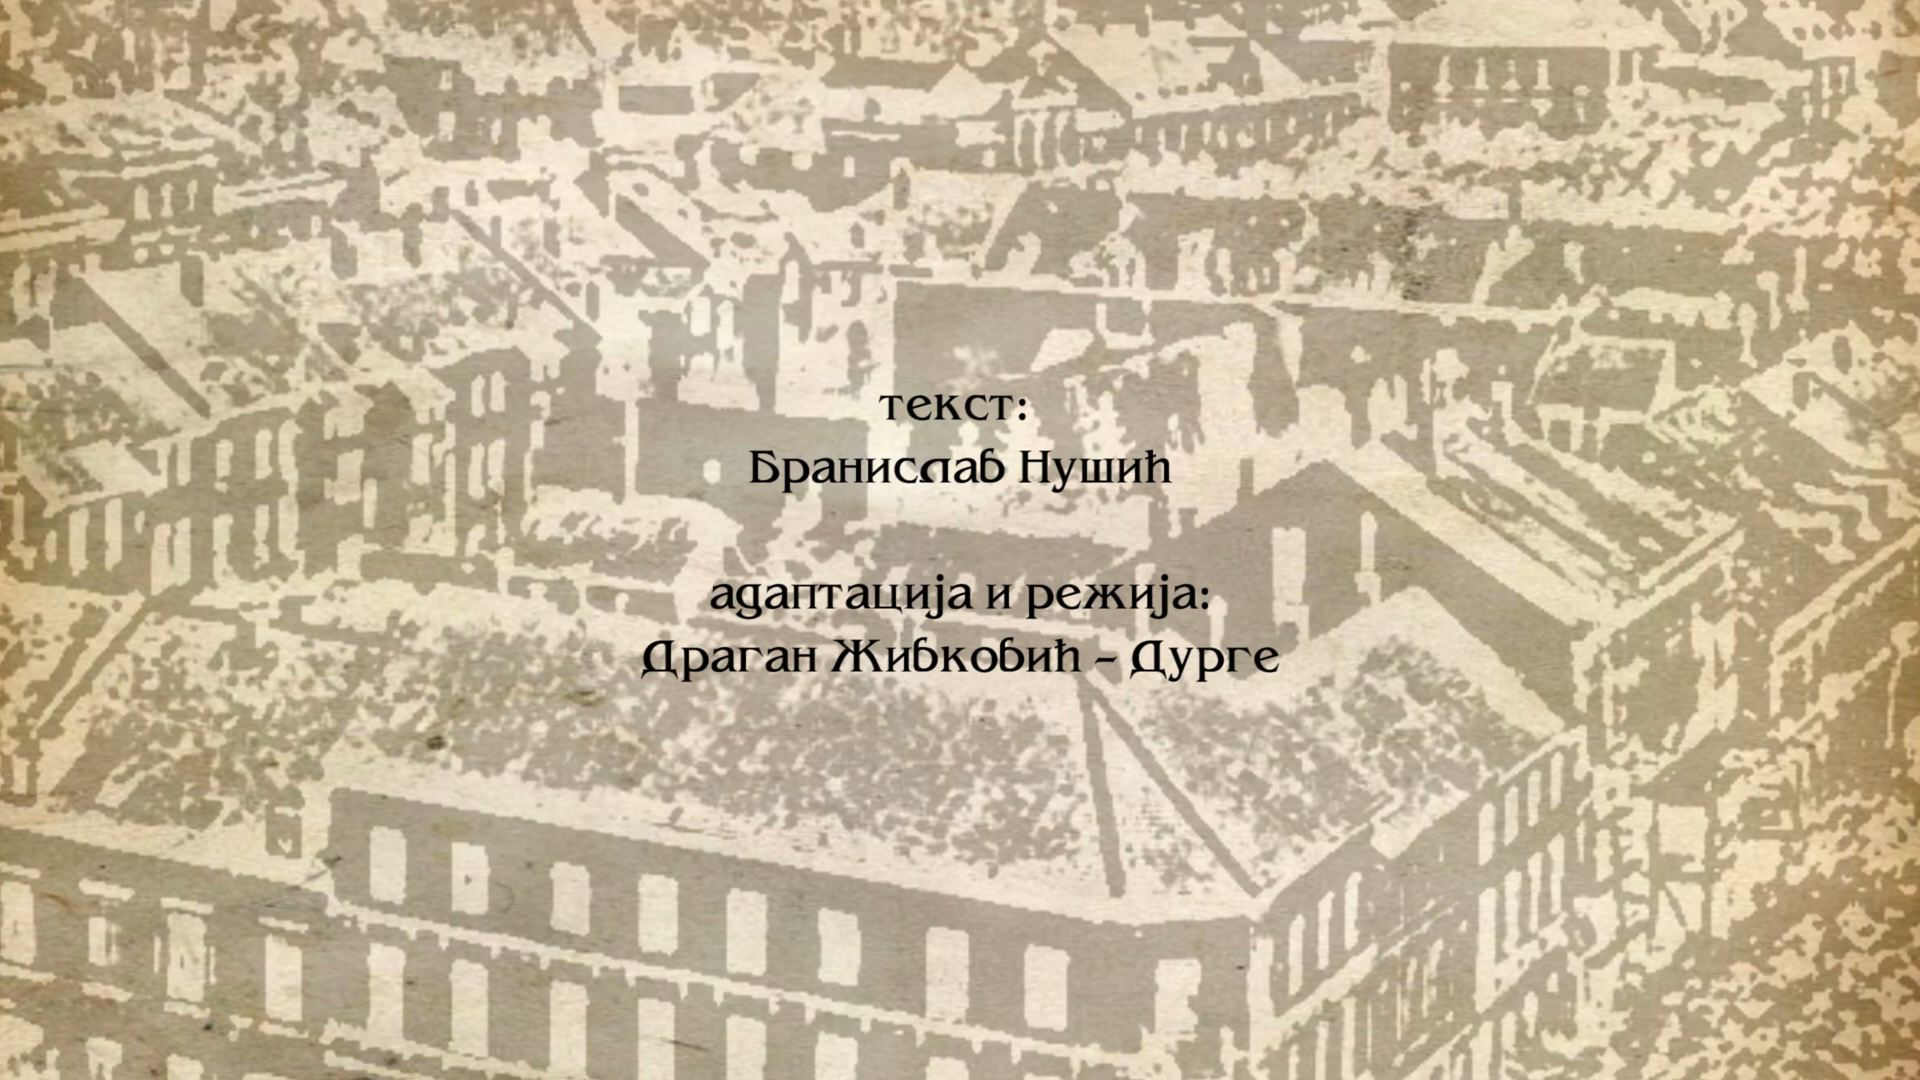 текст:
Бранислав Нушић
адаптација и режија:
Драган Живковић - Дурге